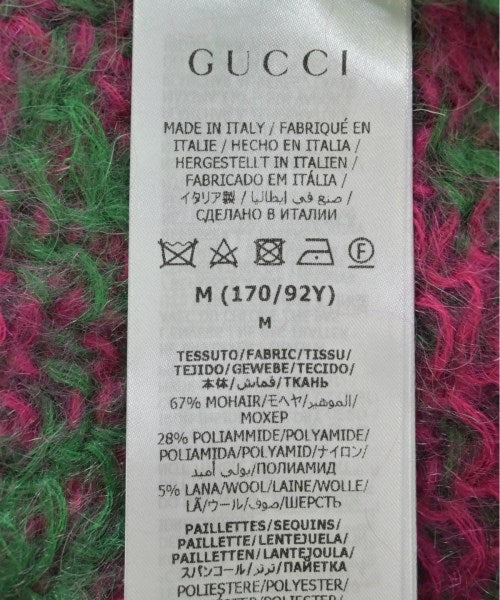 GUCCI
MADE IN ITALY / FABRIQUÉ EN
ITALIE / HECHO EN ITALIA /
HERGESTELLT IN ITALIEN /
FABRICADO EM ITÁLIA /
イタリア製 / صنع في إيطاليا /
СДЕЛАНО В ИТАЛИИ
F
M (170/92Y)
M
TESSUTO/FABRIC/TISSU/
TEJIDO/GEWEBE/TECIDO/
本体/قماش/ТКАНЬ
67% MOHAIR/モヘヤ/الموهير/
МОХЕР
28% POLIAMMIDE/POLYAMIDE/
POLIAMIDA/POLYAMID/ナイロン/
بولي أميد/ПОЛИАМИД
5% LANA/WOOL/LAINE/WOLLE/
LÃ/ウール/صوف/ШЕРСТЬ
PAILLETTES/SEQUINS/
PAILLETTE/LENTEJUELA/
PAILLETTEN/LANTEJOULA/
スパンコール/ترتر/ПАЙЕТКА
POLIESTERE/POLYESTER/
POLYESTER/POLIÉSTER/